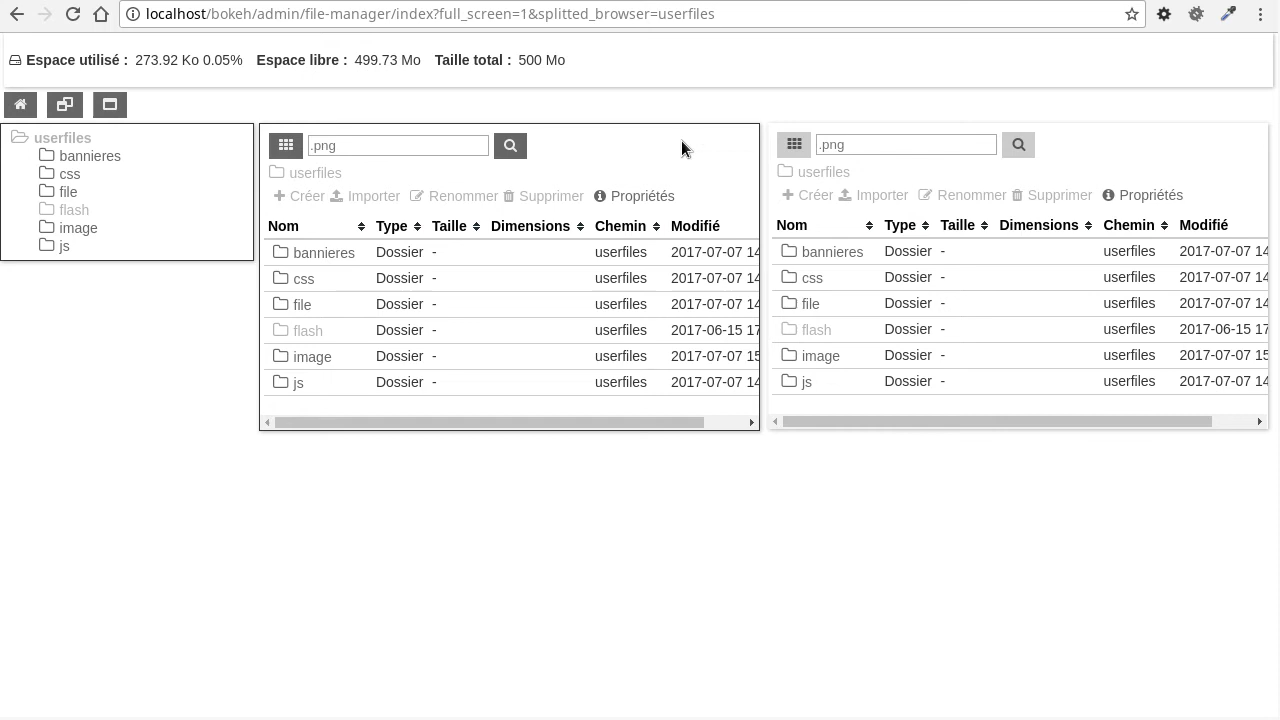 localhost/bokeh/admin/file-manager/index?full_screen=1&splitted_browser=userfiles
Espace utilisé : 273.92 Ko 0.05% Espace libre : 499.73 Mo Taille total : 500 Mo
userfiles
bannieres
css
file
flash
image
js
.png
userfiles
Créer Importer Renommer Supprimer Propriétés
Nom Type Taille Dimensions Chemin Modifié
bannieres Dossier - userfiles 2017-07-07 14
css Dossier - userfiles 2017-07-07 14
file Dossier - userfiles 2017-07-07 14
flash Dossier - userfiles 2017-06-15 17
image Dossier - userfiles 2017-07-07 15
js Dossier - userfiles 2017-07-07 14
.png
userfiles
Créer Importer Renommer Supprimer Propriétés
Nom Type Taille Dimensions Chemin Modifié
bannieres Dossier - userfiles 2017-07-07 14
css Dossier - userfiles 2017-07-07 14
file Dossier - userfiles 2017-07-07 14
flash Dossier - userfiles 2017-06-15 17
image Dossier - userfiles 2017-07-07 15
js Dossier - userfiles 2017-07-07 14